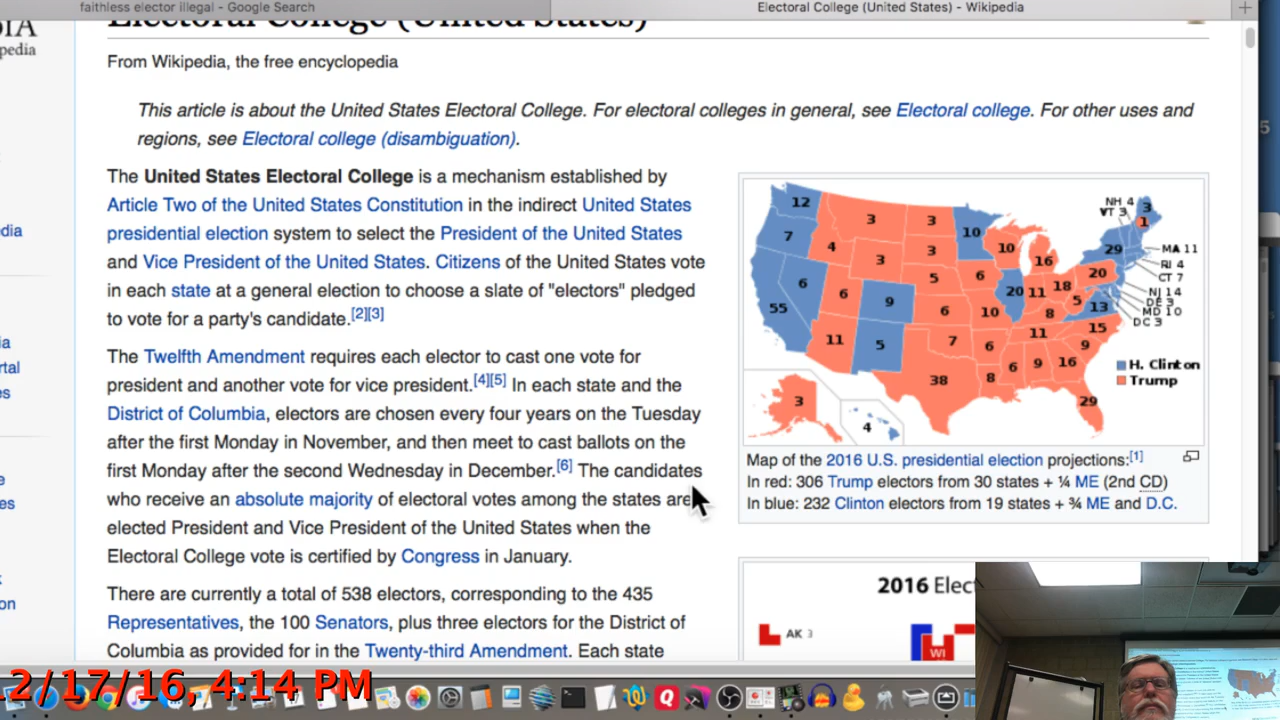 faithless elector illegal - Google Search
Electoral College (United States) - Wikipedia
Electoral College (United States)
pedia
From Wikipedia, the free encyclopedia
This article is about the United States Electoral College. For electoral colleges in general, see Electoral college. For other uses and
regions, see Electoral college (disambiguation).
The United States Electoral College is a mechanism established by
Article Two of the United States Constitution in the indirect United States
presidential election system to select the President of the United States
and Vice President of the United States. Citizens of the United States vote
in each state at a general election to choose a slate of "electors" pledged
to vote for a party's candidate.[2][3]
The Twelfth Amendment requires each elector to cast one vote for
president and another vote for vice president.[4][5] In each state and the
District of Columbia, electors are chosen every four years on the Tuesday
after the first Monday in November, and then meet to cast ballots on the
first Monday after the second Wednesday in December.[6] The candidates
who receive an absolute majority of electoral votes among the states are
elected President and Vice President of the United States when the
Electoral College vote is certified by Congress in January.
There are currently a total of 538 electors, corresponding to the 435
Representatives, the 100 Senators, plus three electors for the District of
Columbia as provided for in the Twenty-third Amendment. Each state
12
7
55
6
4
3
3
6
11
9
5
3
3
5
6
7
38
10
6
10
6
8
10
20
16
11
18
8
11
6
9
16
29
9
15
13
5
20
29
3
1
3
4
NH 4
VT 3
MA 11
RI 4
CT 7
NJ 14
DE 3
MD 10
DC 3
H. Clinton
Trump
Map of the 2016 U.S. presidential election projections:[1]
In red: 306 Trump electors from 30 states + ¼ ME (2nd CD)
In blue: 232 Clinton electors from 19 states + ¾ ME and D.C.
2016 Elec
AK 3
WI
12/17/16, 4:14 PM